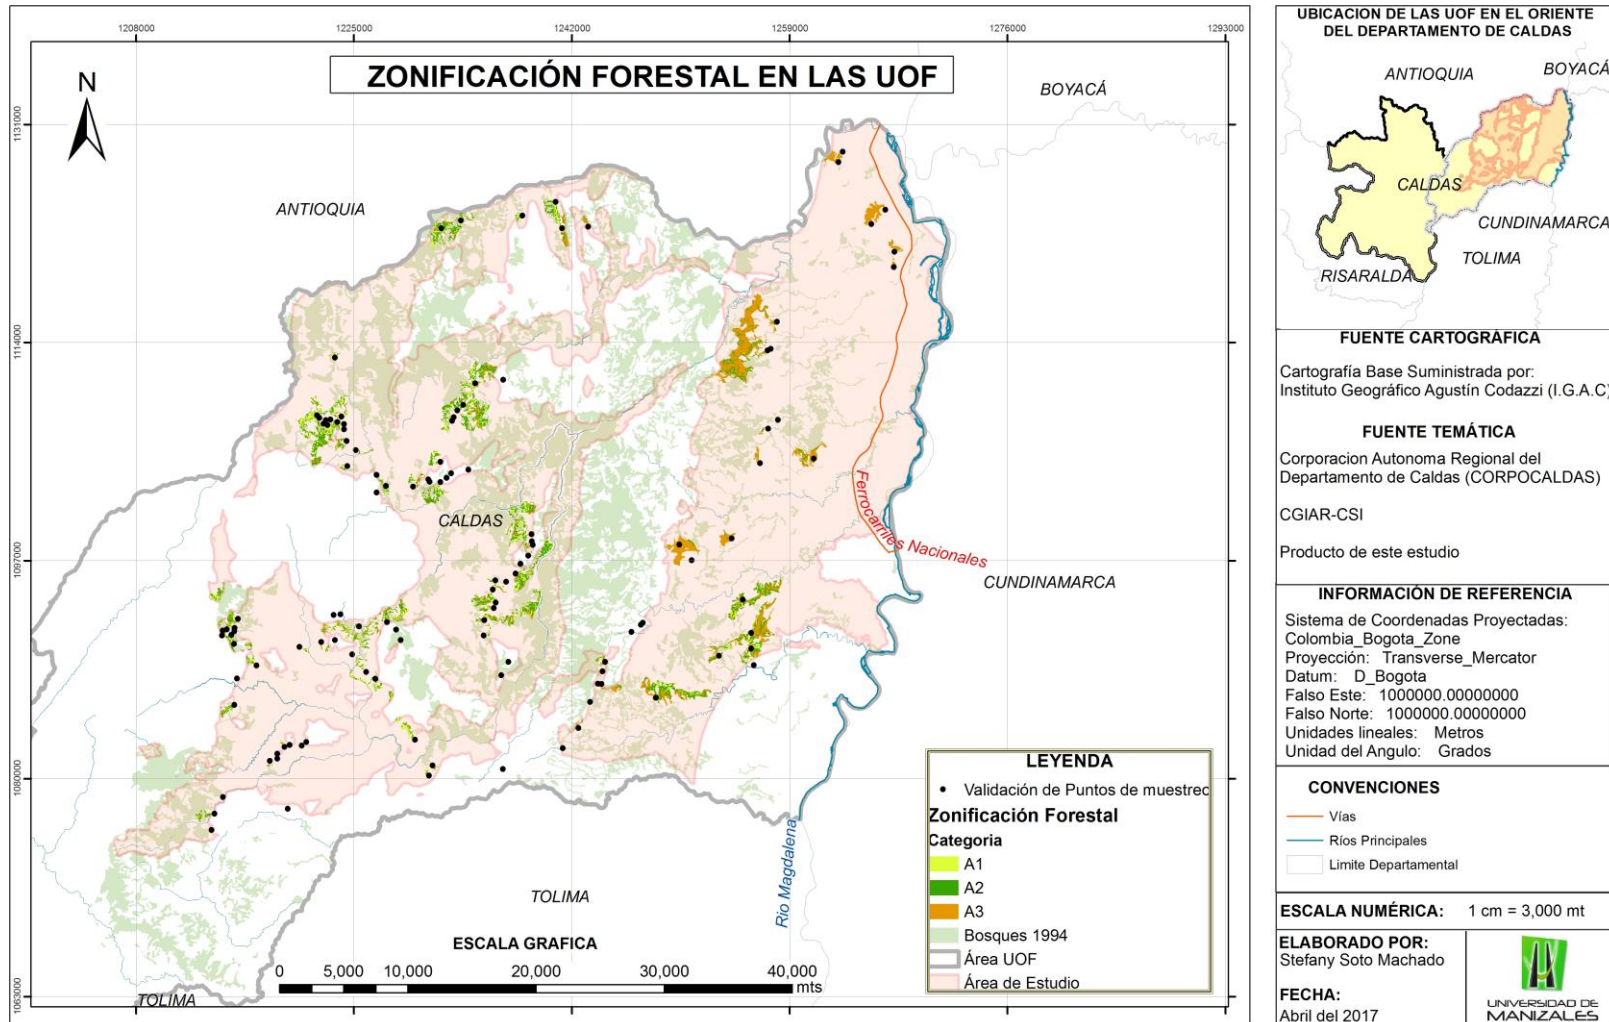 1208000
1225000
1242000
1259000
1276000
1293000
ZONIFICACIÓN FORESTAL EN LAS UOF
N
BOYACÁ
1131000
ANTIOQUIA
1114000
CALDAS
Ferrocarriles Nacionales
1097000
CUNDINAMARCA
1080000
Rio Magdalena
TOLIMA
TOLIMA
1063000
ESCALA GRAFICA
0 5,000 10,000 20,000 30,000 40,000
mts
LEYENDA
Validación de Puntos de muestreo
Zonificación Forestal
Categoria
A1
A2
A3
Bosques 1994
Área UOF
Área de Estudio
UBICACION DE LAS UOF EN EL ORIENTE
DEL DEPARTAMENTO DE CALDAS
ANTIOQUIA
BOYACÁ
CALDAS
CUNDINAMARCA
TOLIMA
RISARALDA
FUENTE CARTOGRÁFICA
Cartografía Base Suministrada por:
Instituto Geográfico Agustín Codazzi (I.G.A.C)
FUENTE TEMÁTICA
Corporacion Autonoma Regional del
Departamento de Caldas (CORPOCALDAS)
CGIAR-CSI
Producto de este estudio
INFORMACIÓN DE REFERENCIA
Sistema de Coordenadas Proyectadas:
Colombia_Bogota_Zone
Proyección: Transverse_Mercator
Datum: D_Bogota
Falso Este: 1000000.00000000
Falso Norte: 1000000.00000000
Unidades lineales: Metros
Unidad del Angulo: Grados
CONVENCIONES
Vías
Ríos Principales
Limite Departamental
ESCALA NUMÉRICA: 1 cm = 3,000 mt
ELABORADO POR:
Stefany Soto Machado
FECHA:
Abril del 2017
UNIVERSIDAD DE
MANIZALES